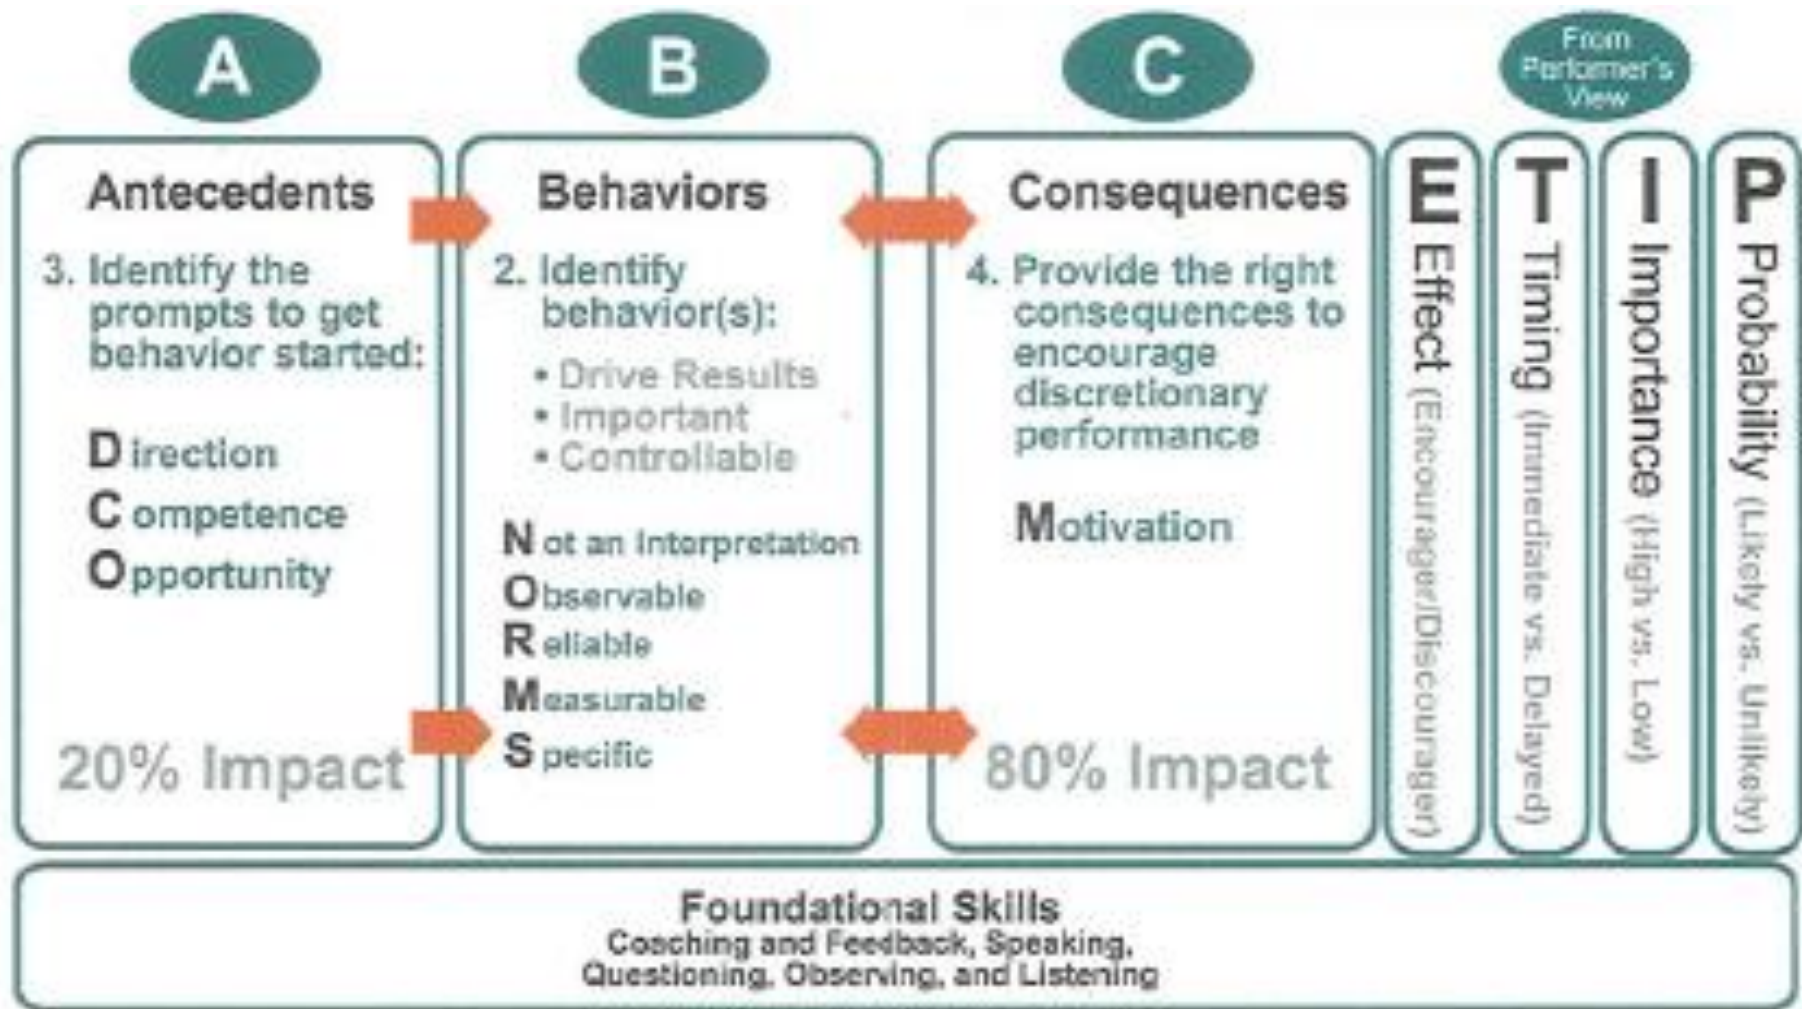 A
Antecedents
3. Identify the
prompts to get
behavior started:
Direction
Competence
Opportunity
20% Impact
B
Behaviors
2. Identify
behavior(s):
• Drive Results
• Important
• Controllable
Not an Interpretation
Observable
Reliable
Measurable
Specific
C
Consequences
4. Provide the right
consequences to
encourage
discretionary
performance
Motivation
80% Impact
From
Performer's
View
E Effect (Encourager/Discourager)
T Timing (Immediate vs. Delayed)
I Importance (High vs. Low)
P Probability (Likely vs. Unlikely)
Foundational Skills
Coaching and Feedback, Speaking,
Questioning, Observing, and Listening